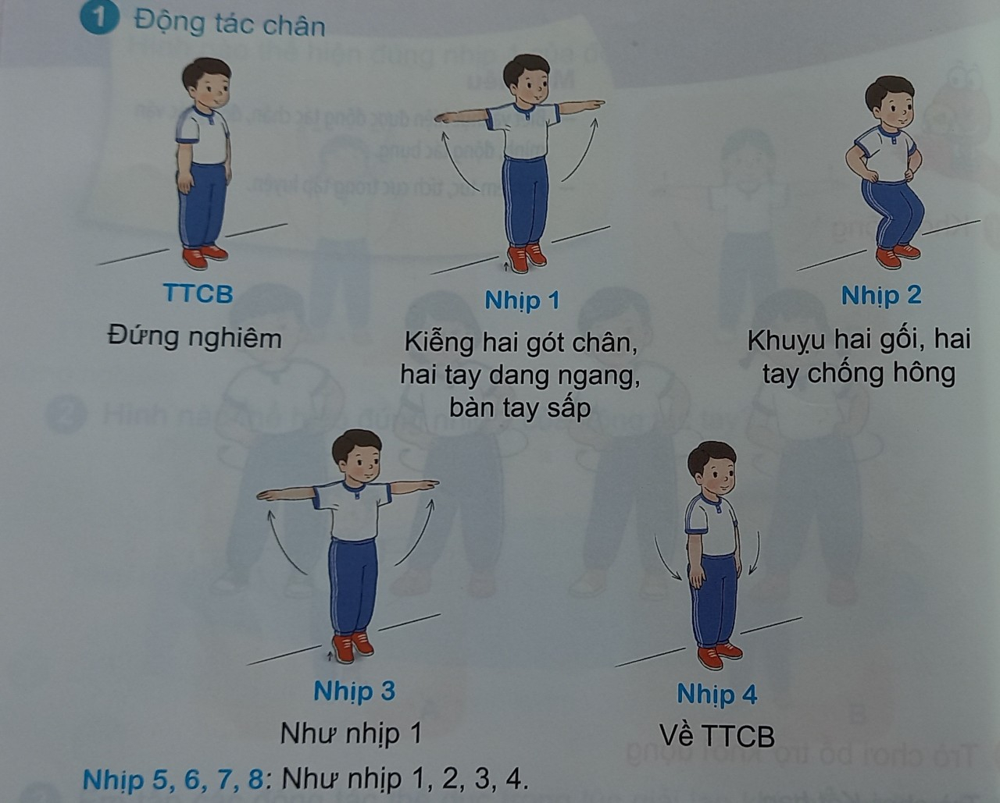 1 Động tác chân
TTCB
Đứng nghiêm
Nhịp 1
Kiễng hai gót chân,
hai tay dang ngang,
bàn tay sấp
Nhịp 2
Khuỵu hai gối, hai
tay chống hông
Nhịp 3
Như nhịp 1
Nhịp 4
Về TTCB
Nhịp 5, 6, 7, 8: Như nhịp 1, 2, 3, 4.